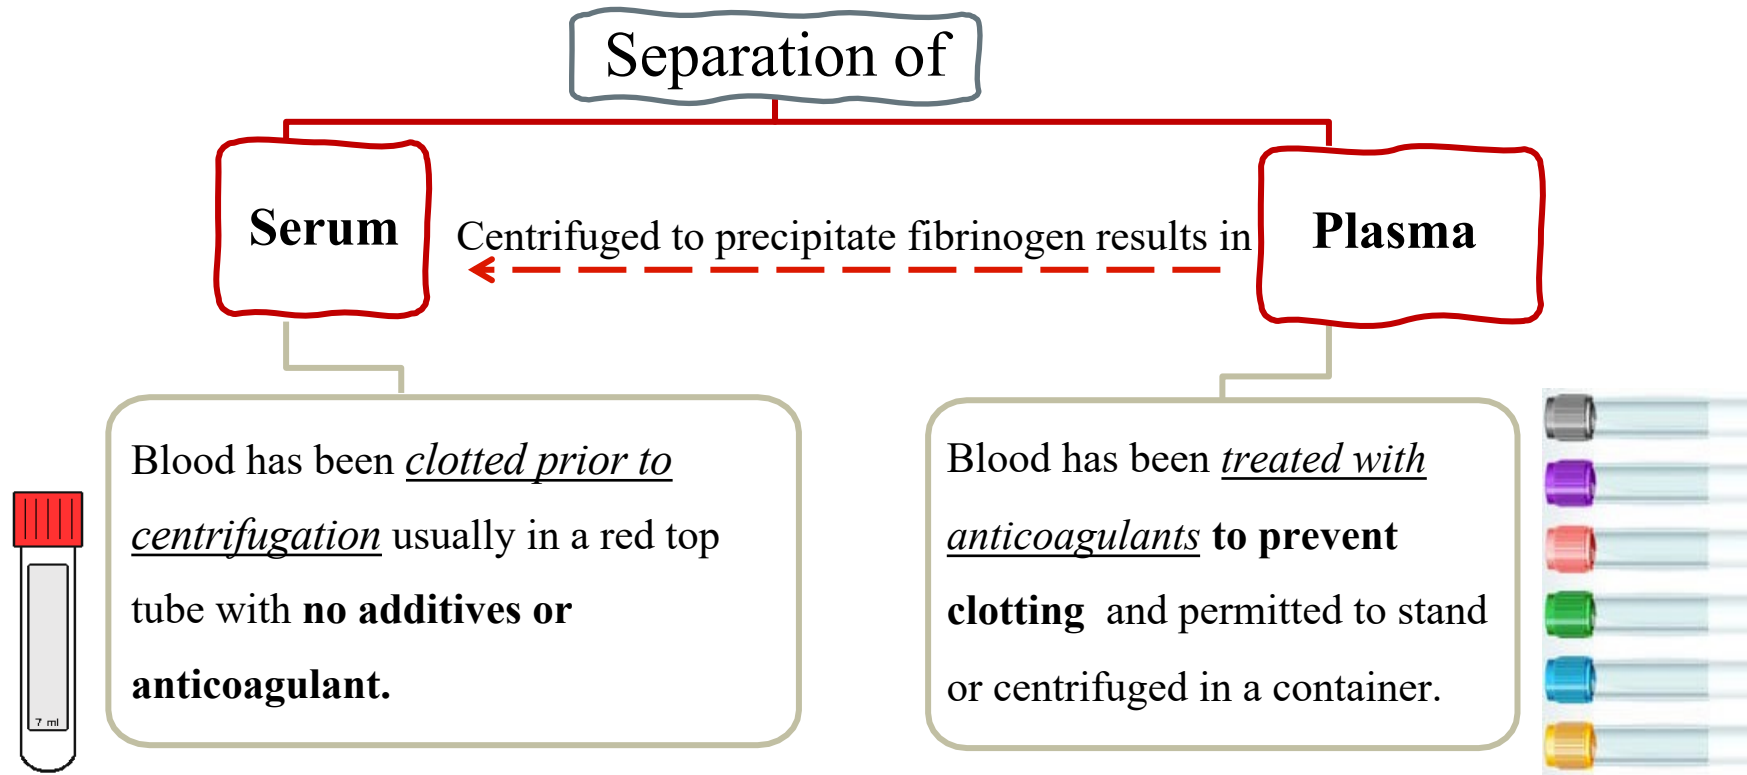 Separation of
Serum
Centrifuged to precipitate fibrinogen results in
Plasma
Blood has been clotted prior to
centrifugation usually in a red top
tube with no additives or
anticoagulant.
7 ml
Blood has been treated with
anticoagulants to prevent
clotting and permitted to stand
or centrifuged in a container.